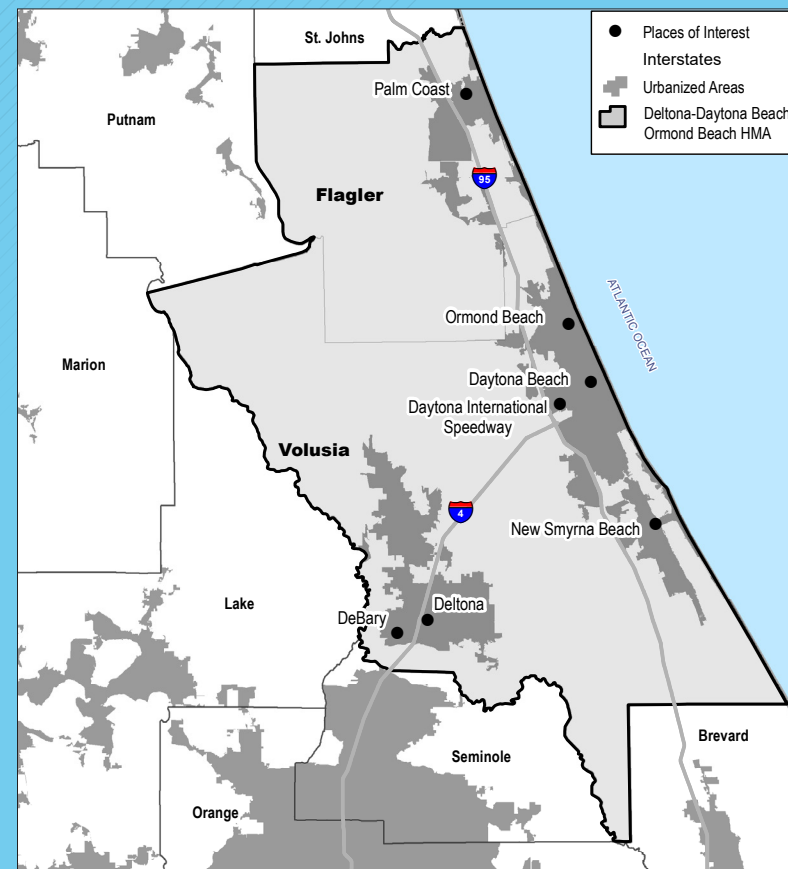 St. Johns
Places of Interest
Interstates
Urbanized Areas
Deltona-Daytona Beach
Ormond Beach HMA
Palm Coast
Putnam
95
Flagler
ATLANTIC OCEAN
Ormond Beach
Marion
Daytona Beach
Daytona International
Speedway
Volusia
4
New Smyrna Beach
Lake
DeBary
Deltona
Brevard
Seminole
Orange